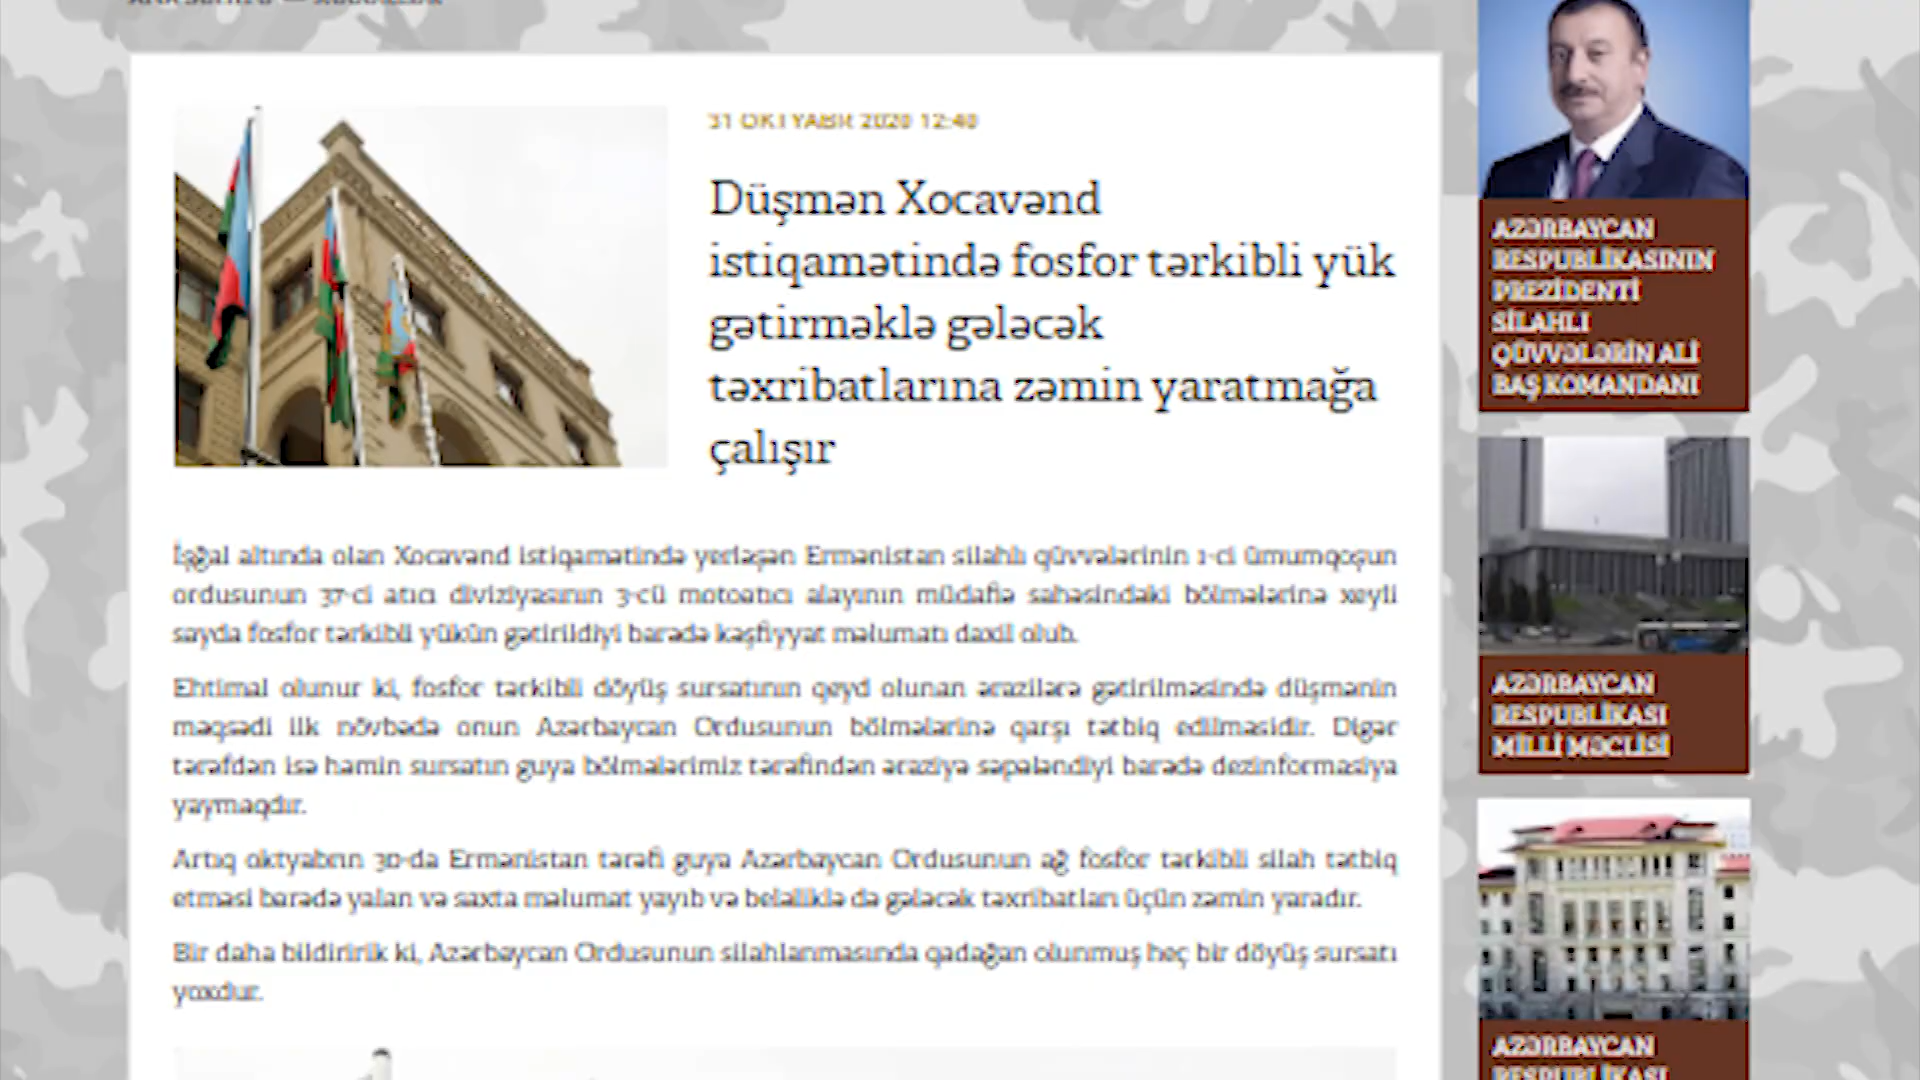 31 OKTYABR 2020 12:40
Düşmən Xocavənd
istiqamətində fosfor tərkibli yük
gətirməklə gələcək
təxribatlarına zəmin yaratmağa
çalışır
İşğal altında olan Xocavənd istiqamətində yerləşən Ermənistan silahlı qüvvələrinin 1-ci Ümumqoşun
ordusunun 37-ci atıcı diviziyasının 3-cü motoatıcı alayının müdafiə sahəsindəki bölmələrinə xeyli
sayda fosfor tərkibli yükün gətirildiyi barədə kəşfiyyat məlumatı daxil olub.
Ehtimal olunur ki, fosfor tərkibli döyüş sursatının qeyd olunan ərazilərə gətirilməsində düşmənin
məqsədi ilk növbədə onun Azərbaycan Ordusunun bölmələrinə qarşı tətbiq edilməsidir. Digər
tərəfdən isə həmin sursatın guya bölmələrimiz tərəfindən əraziyə səpələndiyi barədə dezinformasiya
yaymaqdır.
Artıq oktyabrın 30-da Ermənistan tərəfi guya Azərbaycan Ordusunun ağ fosfor tərkibli silah tətbiq
etməsi barədə yalan və saxta məlumat yayıb və beləliklə də gələcək təxribatları üçün zəmin yaradır.
Bir daha bildiririk ki, Azərbaycan Ordusunun silahlanmasında qadağan olunmuş heç bir döyüş sursatı
yoxdur.
AZƏRBAYCAN
RESPUBLİKASININ
PREZİDENTİ
SİLAHLI
QÜVVƏLƏRİN ALİ
BAŞ KOMANDANI
AZƏRBAYCAN
RESPUBLİKASI
MİLLİ MƏCLİSİ
AZƏRBAYCAN
RESPUBLİKASI